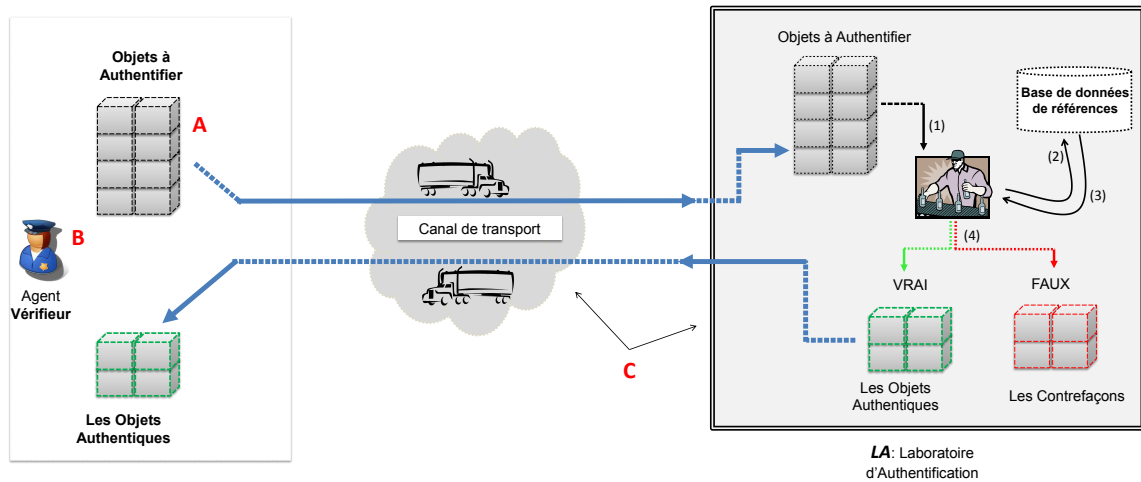 Objets à
Authentifier
A
B
Agent
Vérifieur
Les Objets
Authentiques
Canal de transport
C
Objets à Authentifier
Base de données
de références
(1)
(2)
(3)
(4)
VRAI
FAUX
Les Objets
Authentiques
Les Contrefaçons
LA: Laboratoire
d'Authentification